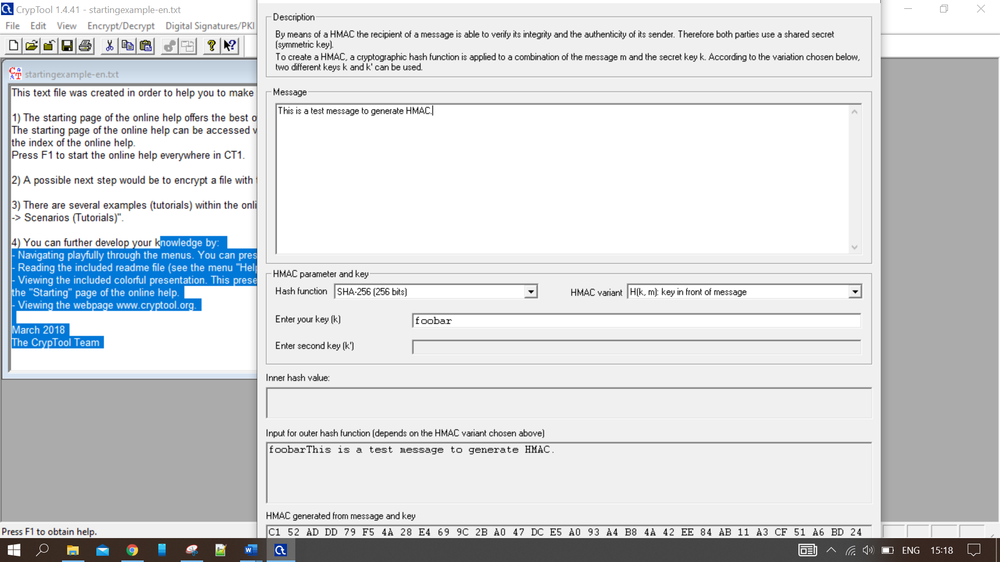 CrypTool 1.4.41 - startingexample-en.txt
File Edit View Encrypt/Decrypt Digital Signatures/PKI
startingexample-en.txt
This text file was created in order to help you to make
1) The starting page of the online help offers the best o
The starting page of the online help can be accessed v
the index of the online help.
Press F1 to start the online help everywhere in CT1.
2) A possible next step would be to encrypt a file with
3) There are several examples (tutorials) within the onli
-> Scenarios (Tutorials)".
4) You can further develop your knowledge by:
- Navigating playfully through the menus. You can pres
- Reading the included readme file (see the menu "Help
- Viewing the included colorful presentation. This prese
the "Starting" page of the online help.
- Viewing the webpage www.cryptool.org.
March 2018
The CrypTool Team
Press F1 to obtain help.
Description
By means of a HMAC the recipient of a message is able to verify its integrity and the authenticity of its sender. Therefore both parties use a shared secret
(symmetric key).
To create a HMAC, a cryptographic hash function is applied to a combination of the message m and the secret key k. According to the variation chosen below,
two different keys k and k' can be used.
Message
This is a test message to generate HMAC.
HMAC parameter and key
Hash function SHA-256 (256 bits) HMAC variant H(k, m): key in front of message
Enter your key (k) foobar
Enter second key (k')
Inner hash value:
Input for outer hash function (depends on the HMAC variant chosen above)
foobarThis is a test message to generate HMAC.
HMAC generated from message and key
C1 52 AD DD 79 F5 4A 28 E4 69 9C 2B A0 47 DC E5 A0 93 A4 B8 4A 42 EE 84 AB 11 A3 CF 51 A6 BD 24
ENG 15:18